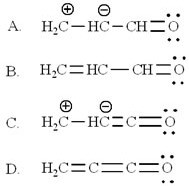 A. H₂C⊕—HC⊖—CH=Ö:
B. H₂C=HC—CH=Ö:
C. H₂C⊕—HC⊖=C=Ö:
D. H₂C=C=C=Ö: